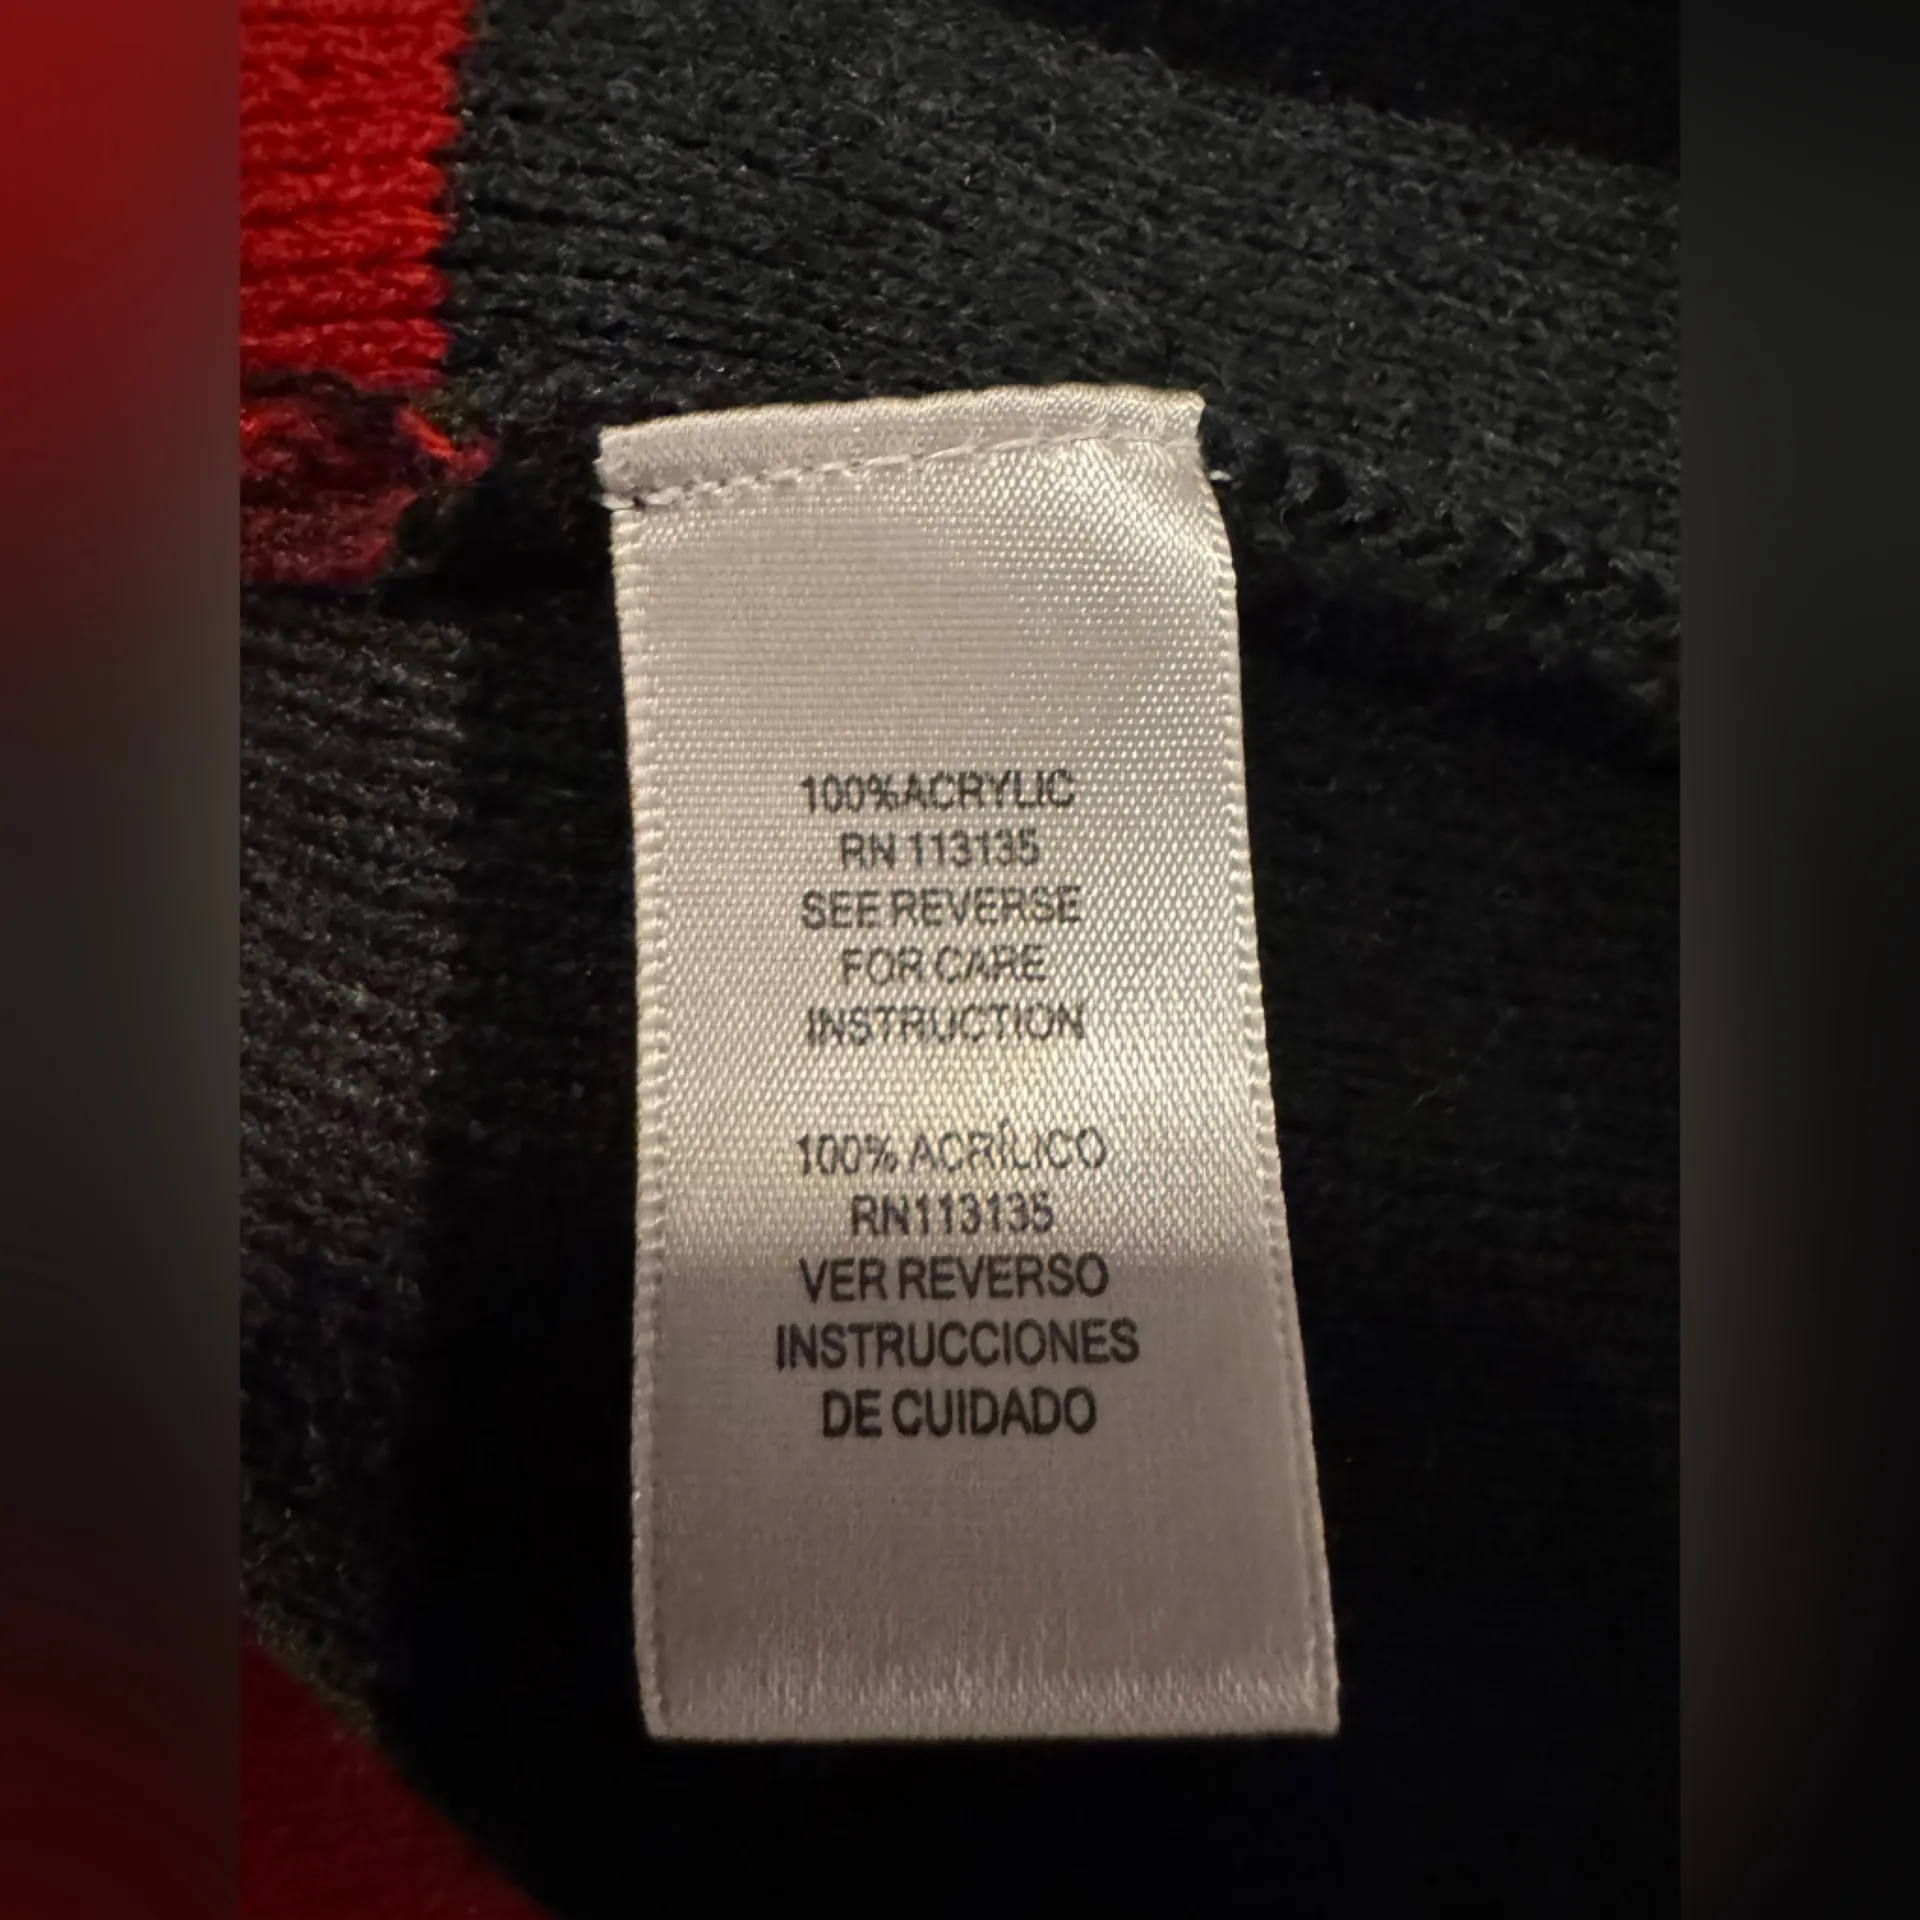 100%ACRYLIC
RN 113135
SEE REVERSE
FOR CARE
INSTRUCTION
100% ACRÍLICO
RN113135
VER REVERSO
INSTRUCCIONES
DE CUIDADO